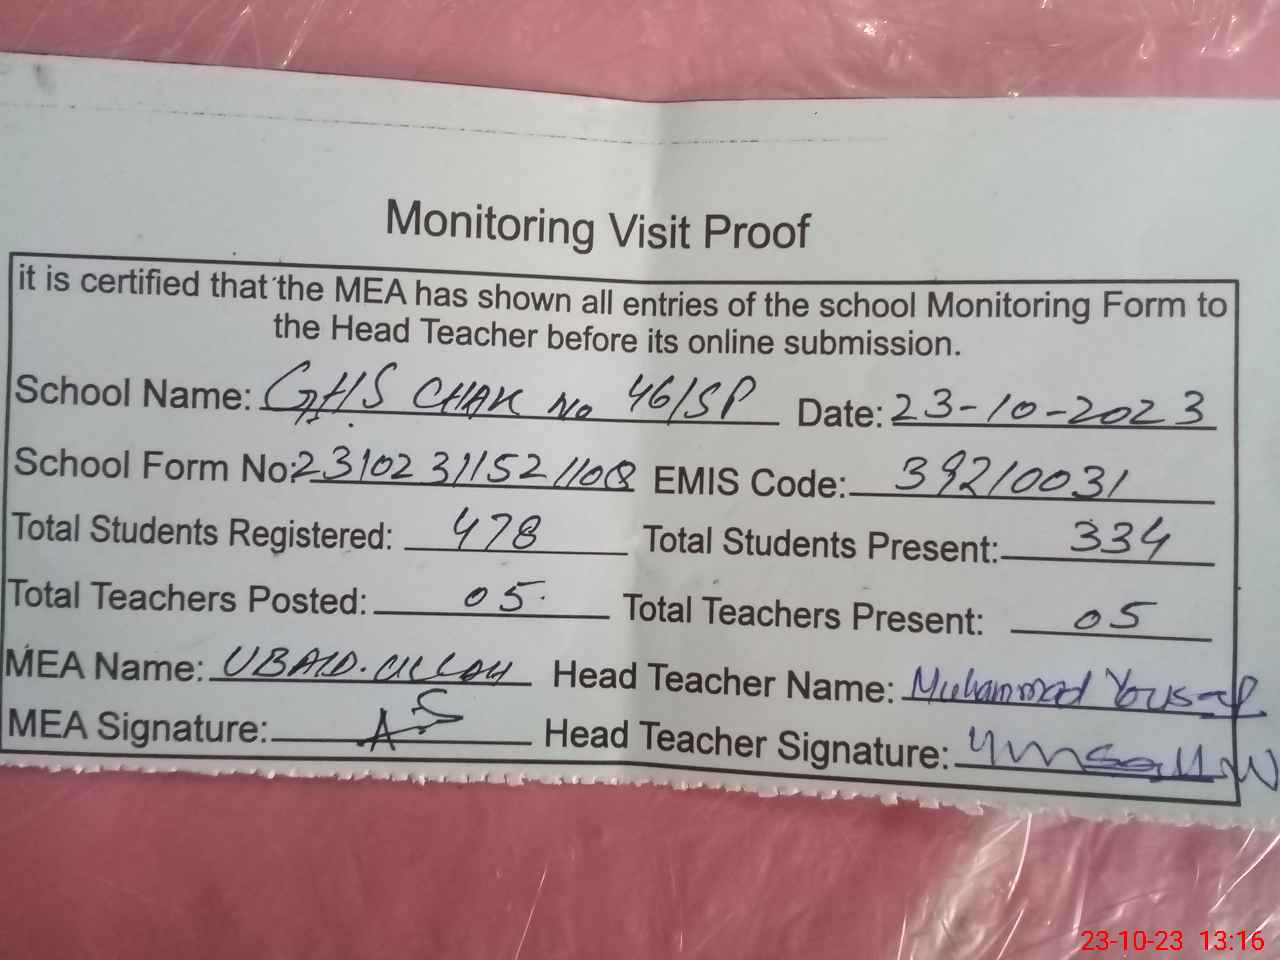 Monitoring Visit Proof
it is certified that the MEA has shown all entries of the school Monitoring Form to
the Head Teacher before its online submission.
School Name: GHS CHAK No 46/SP Date: 23-10-2023
School Form No: 23102311521108 EMIS Code: 39210031
Total Students Registered: 478 Total Students Present: 334
Total Teachers Posted: 05 Total Teachers Present: 05
MEA Name: UBAID.ULLAH Head Teacher Name: Muhammad Yousaf
MEA Signature: Head Teacher Signature:
23-10-23 13:16